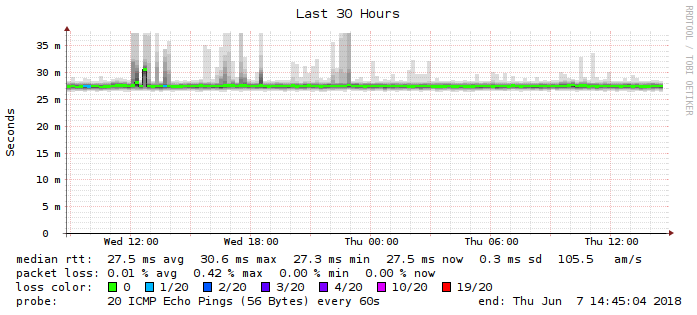 Last 30 Hours
RRDTOOL / TOBI OETIKER
Seconds
35 m
30 m
25 m
20 m
15 m
10 m
5 m
0
Wed 12:00 Wed 18:00 Thu 00:00 Thu 06:00 Thu 12:00
median rtt: 27.5 ms avg 30.6 ms max 27.3 ms min 27.5 ms now 0.3 ms sd 105.5 am/s
packet loss: 0.01 % avg 0.42 % max 0.00 % min 0.00 % now
loss color: 0 1/20 2/20 3/20 4/20 10/20 19/20
probe: 20 ICMP Echo Pings (56 Bytes) every 60s end: Thu Jun 7 14:45:04 2018